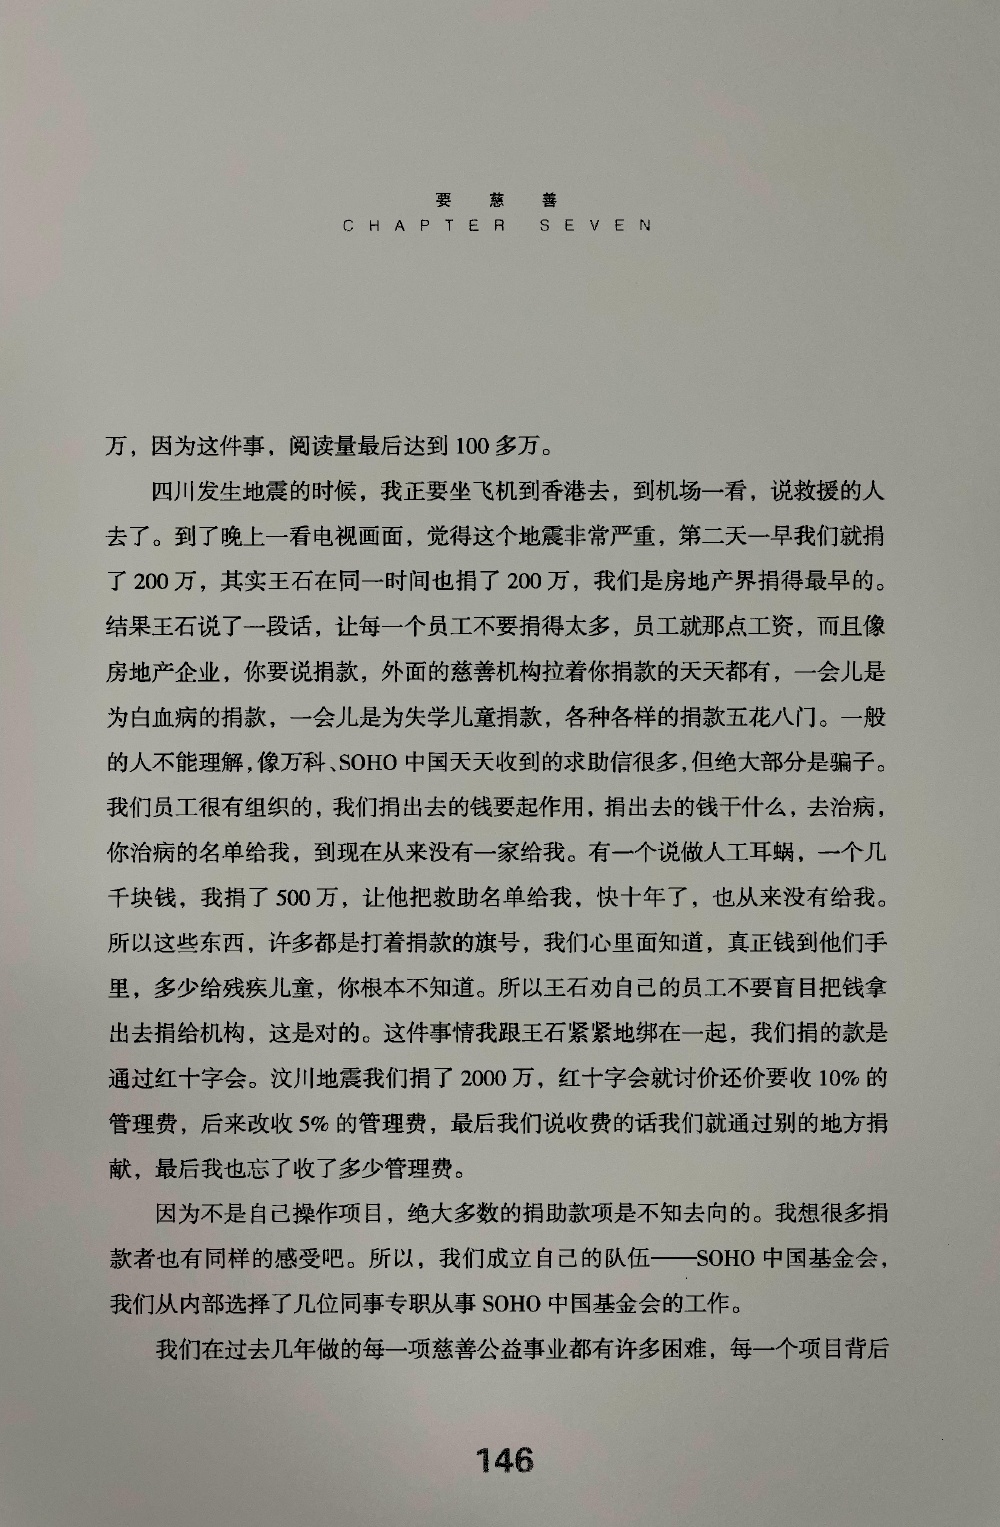 要慈善
CHAPTER SEVEN
万，因为这件事，阅读量最后达到 100 多万。
四川发生地震的时候，我正要坐飞机到香港去，到机场一看，说救援的人
去了。到了晚上一看电视画面，觉得这个地震非常严重，第二天一早我们就捐
了 200 万，其实王石在同一时间也捐了 200 万，我们是房地产界捐得最早的。
结果王石说了一段话，让每一个员工不要捐得太多，员工就那点工资，而且像
房地产企业，你要说捐款，外面的慈善机构拉着你捐款的天天都有，一会儿是
为白血病的捐款，一会儿是为失学儿童捐款，各种各样的捐款五花八门。一般
的人不能理解，像万科、SOHO 中国天天收到的求助信很多，但绝大部分是骗子。
我们员工很有组织的，我们捐出去的钱要起作用，捐出去的钱干什么，去治病，
你治病的名单给我，到现在从来没有一家给我。有一个说做人工耳蜗，一个几
千块钱，我捐了 500 万，让他把救助名单给我，快十年了，也从来没有给我。
所以这些东西，许多都是打着捐款的旗号，我们心里面知道，真正钱到他们手
里，多少给残疾儿童，你根本不知道。所以王石劝自己的员工不要盲目把钱拿
出去捐给机构，这是对的。这件事情我跟王石紧紧地绑在一起，我们捐的款是
通过红十字会。汶川地震我们捐了 2000 万，红十字会就讨价还价要收 10% 的
管理费，后来改收 5% 的管理费，最后我们说收费的话我们就通过别的地方捐
献，最后我也忘了收了多少管理费。
因为不是自己操作项目，绝大多数的捐助款项是不知去向的。我想很多捐
款者也有同样的感受吧。所以，我们成立自己的队伍——SOHO 中国基金会，
我们从内部选择了几位同事专职从事 SOHO 中国基金会的工作。
我们在过去几年做的每一项慈善公益事业都有许多困难，每一个项目背后
146